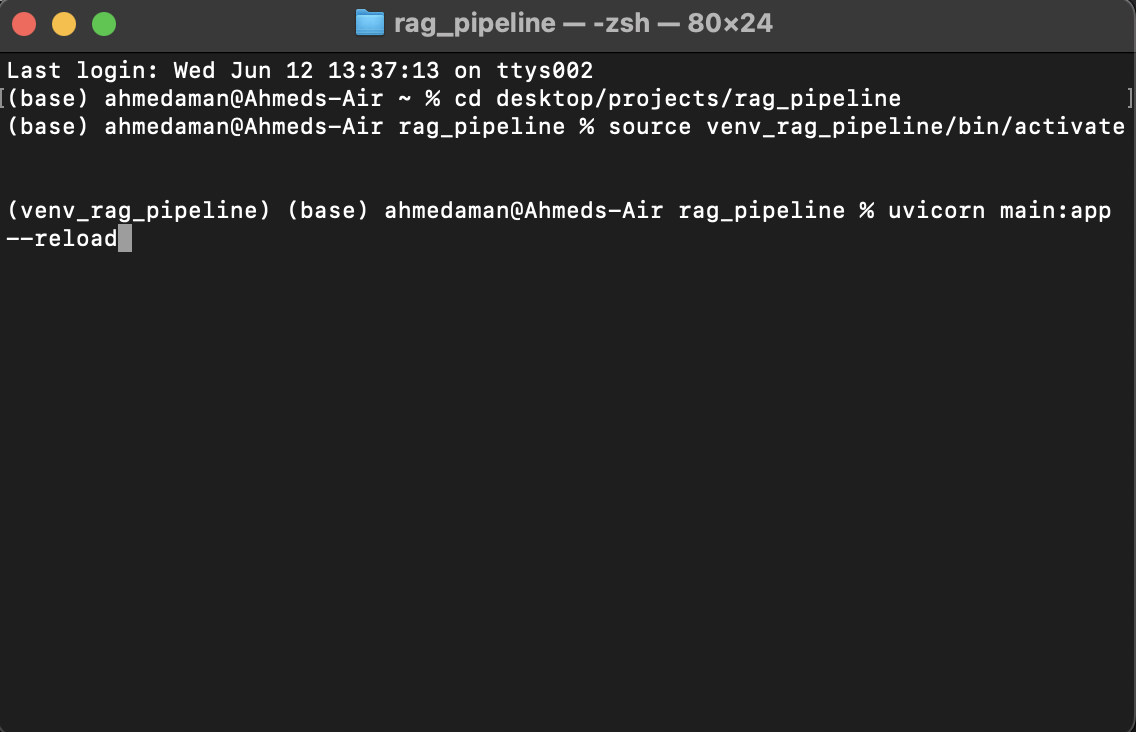 rag_pipeline — -zsh — 80×24
Last login: Wed Jun 12 13:37:13 on ttys002
[(base) ahmedaman@Ahmeds-Air ~ % cd desktop/projects/rag_pipeline ]
(base) ahmedaman@Ahmeds-Air rag_pipeline % source venv_rag_pipeline/bin/activate
(venv_rag_pipeline) (base) ahmedaman@Ahmeds-Air rag_pipeline % uvicorn main:app
--reload